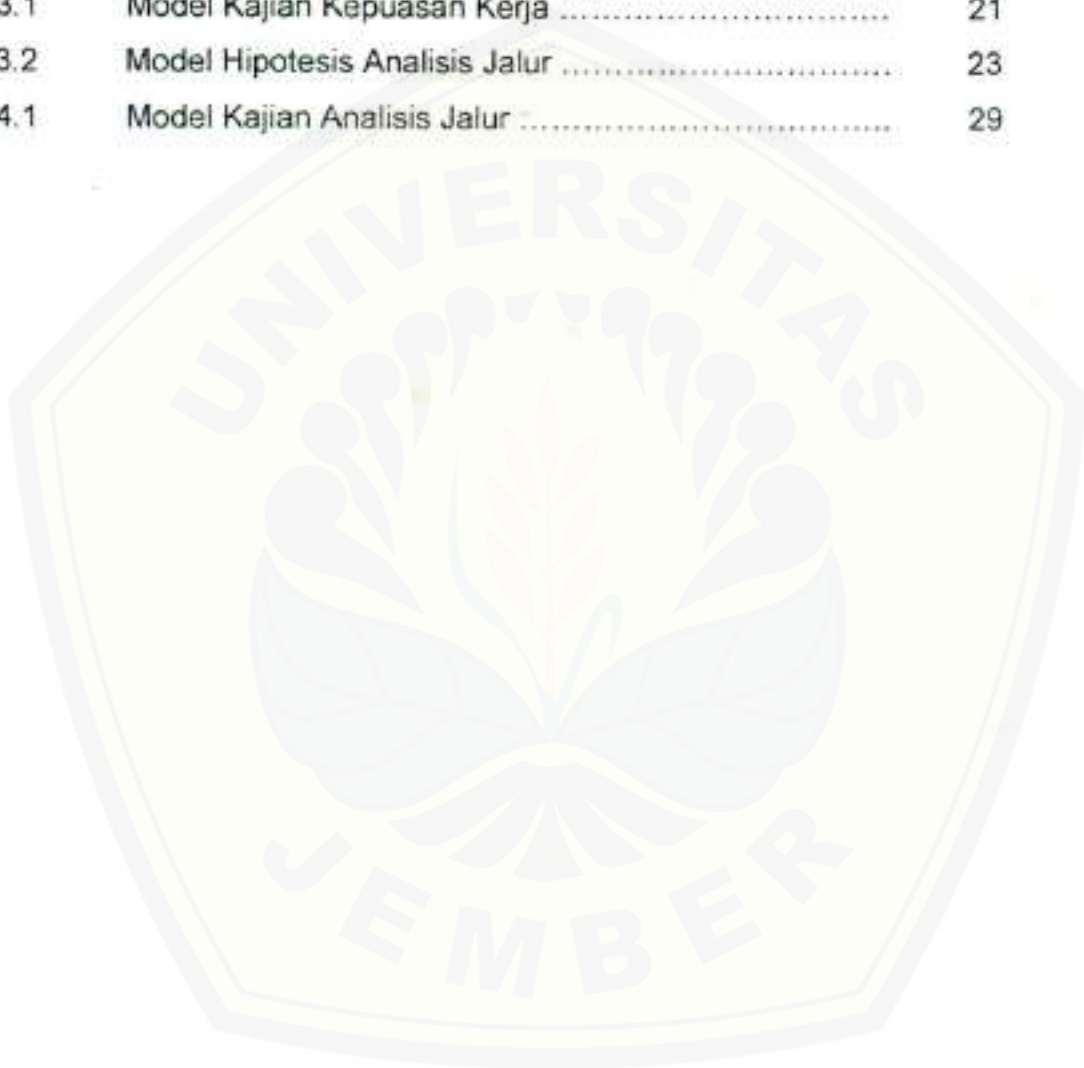 3.1 Model Kajian Kepuasan Kerja ........................................ 21
3.2 Model Hipotesis Analisis Jalur ........................................ 23
4.1 Model Kajian Analisis Jalur ........................................ 29
UNIVERSITAS
JEMBER